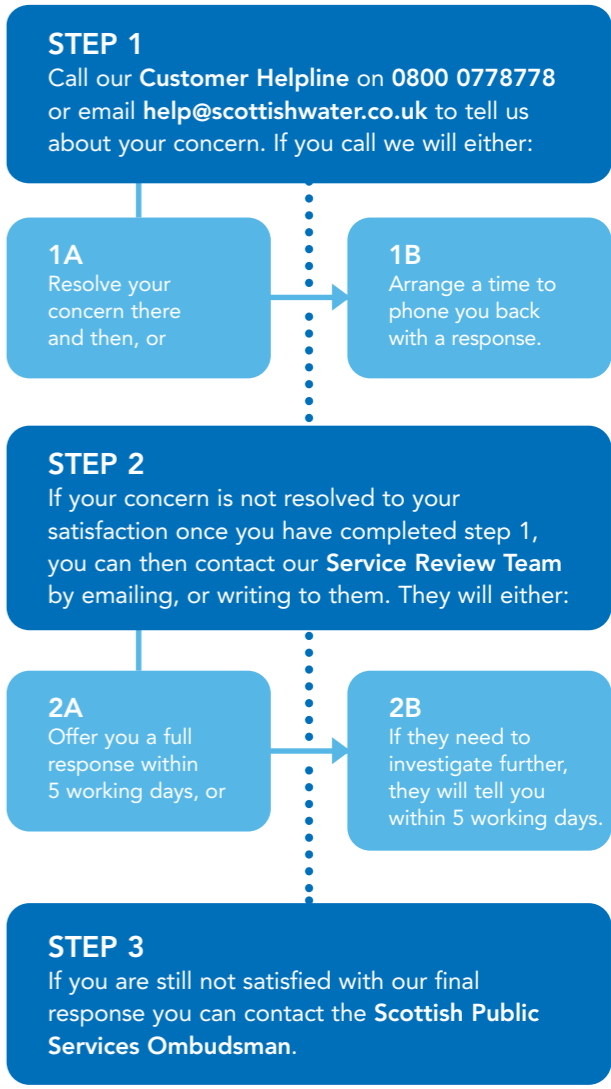 STEP 1
Call our Customer Helpline on 0800 0778778
or email help@scottishwater.co.uk to tell us
about your concern. If you call we will either:
1A
Resolve your
concern there
and then, or
1B
Arrange a time to
phone you back
with a response.
STEP 2
If your concern is not resolved to your
satisfaction once you have completed step 1,
you can then contact our Service Review Team
by emailing, or writing to them. They will either:
2A
Offer you a full
response within
5 working days, or
2B
If they need to
investigate further,
they will tell you
within 5 working days.
STEP 3
If you are still not satisfied with our final
response you can contact the Scottish Public
Services Ombudsman.